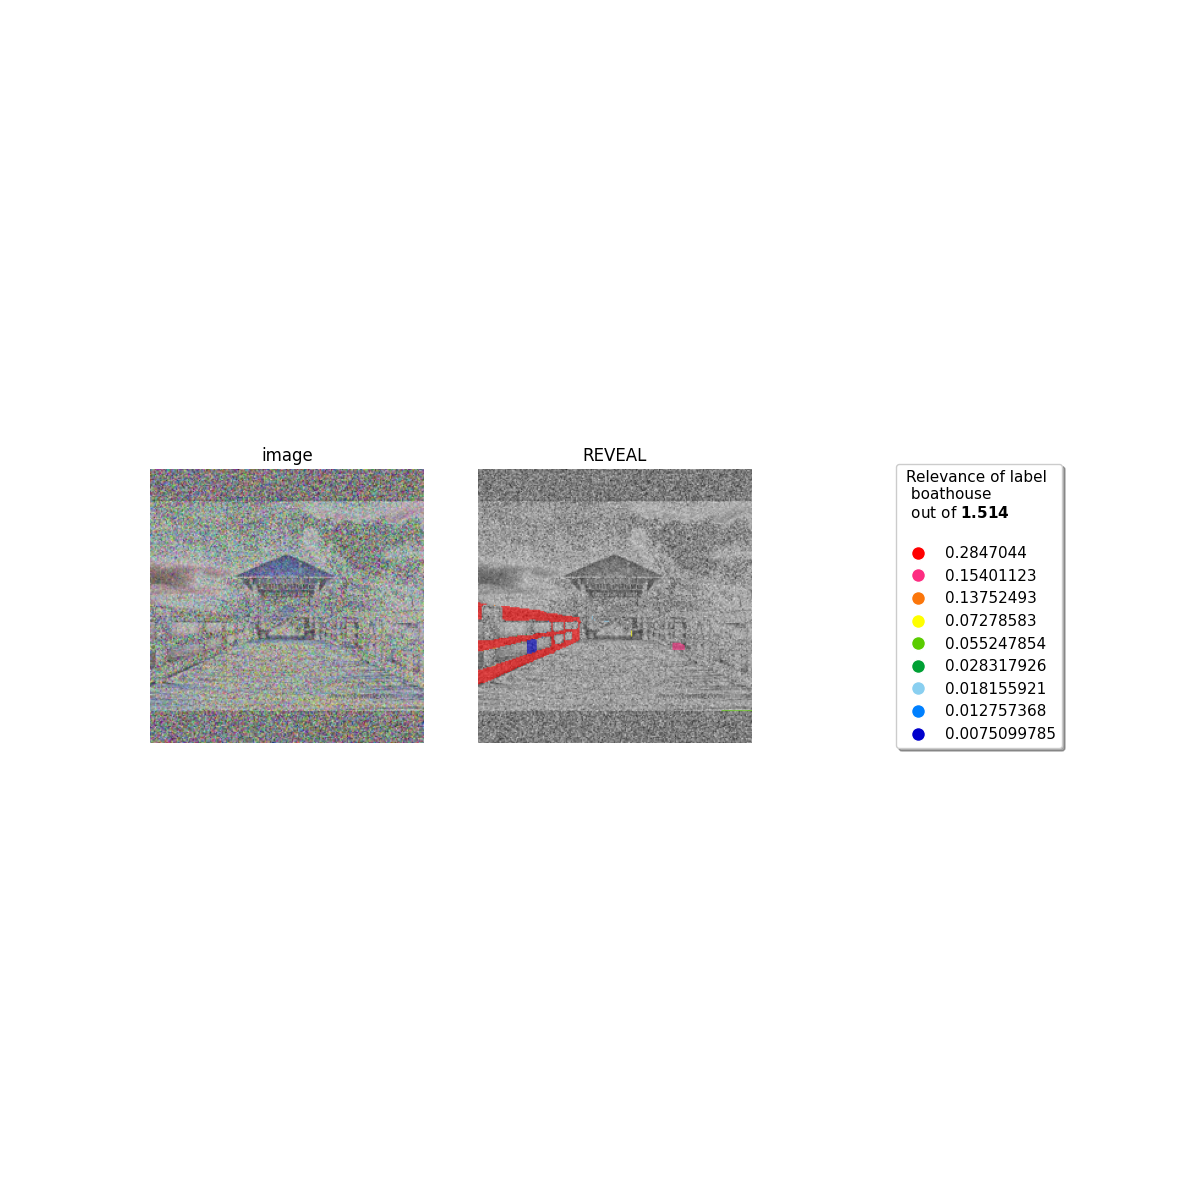 image
REVEAL
Relevance of label
boathouse
out of 1.514
0.2847044
0.15401123
0.13752493
0.07278583
0.055247854
0.028317926
0.018155921
0.012757368
0.0075099785